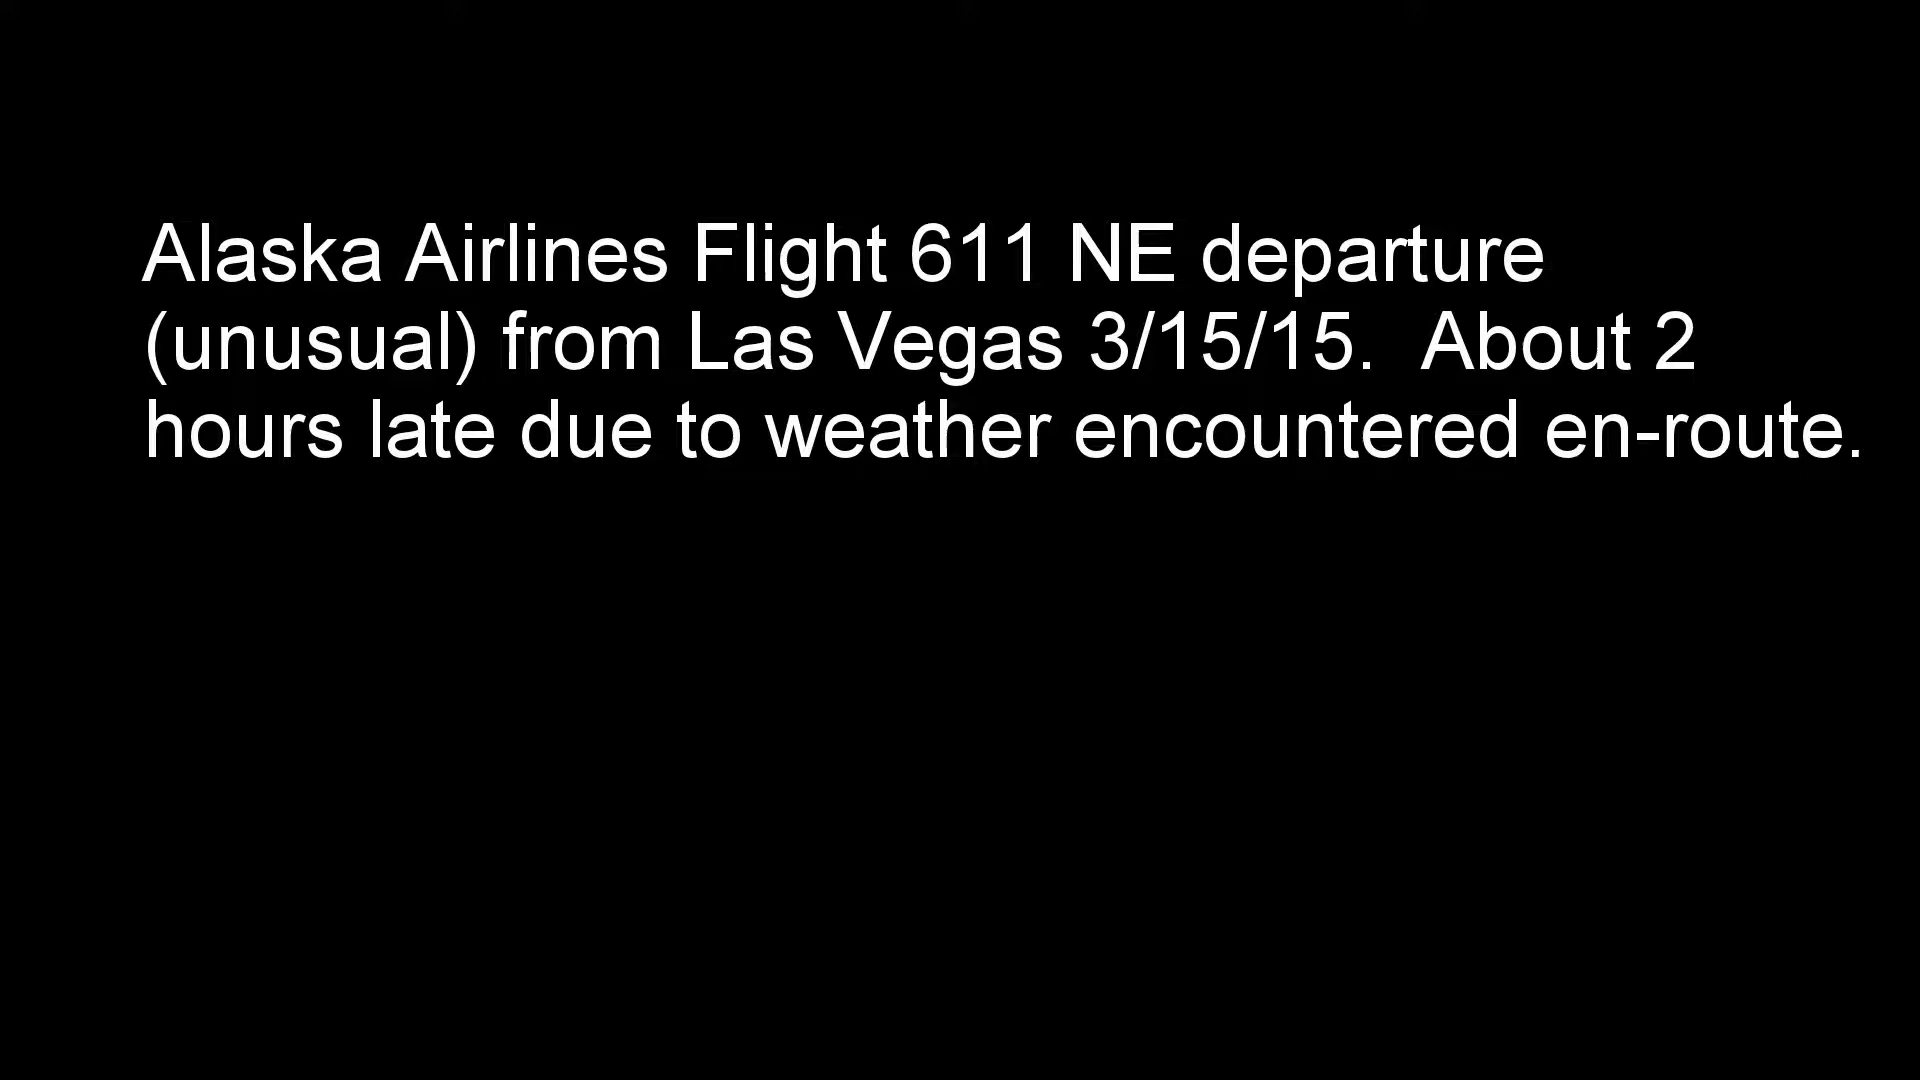 Alaska Airlines Flight 611 NE departure
(unusual) from Las Vegas 3/15/15.  About 2
hours late due to weather encountered en-route.